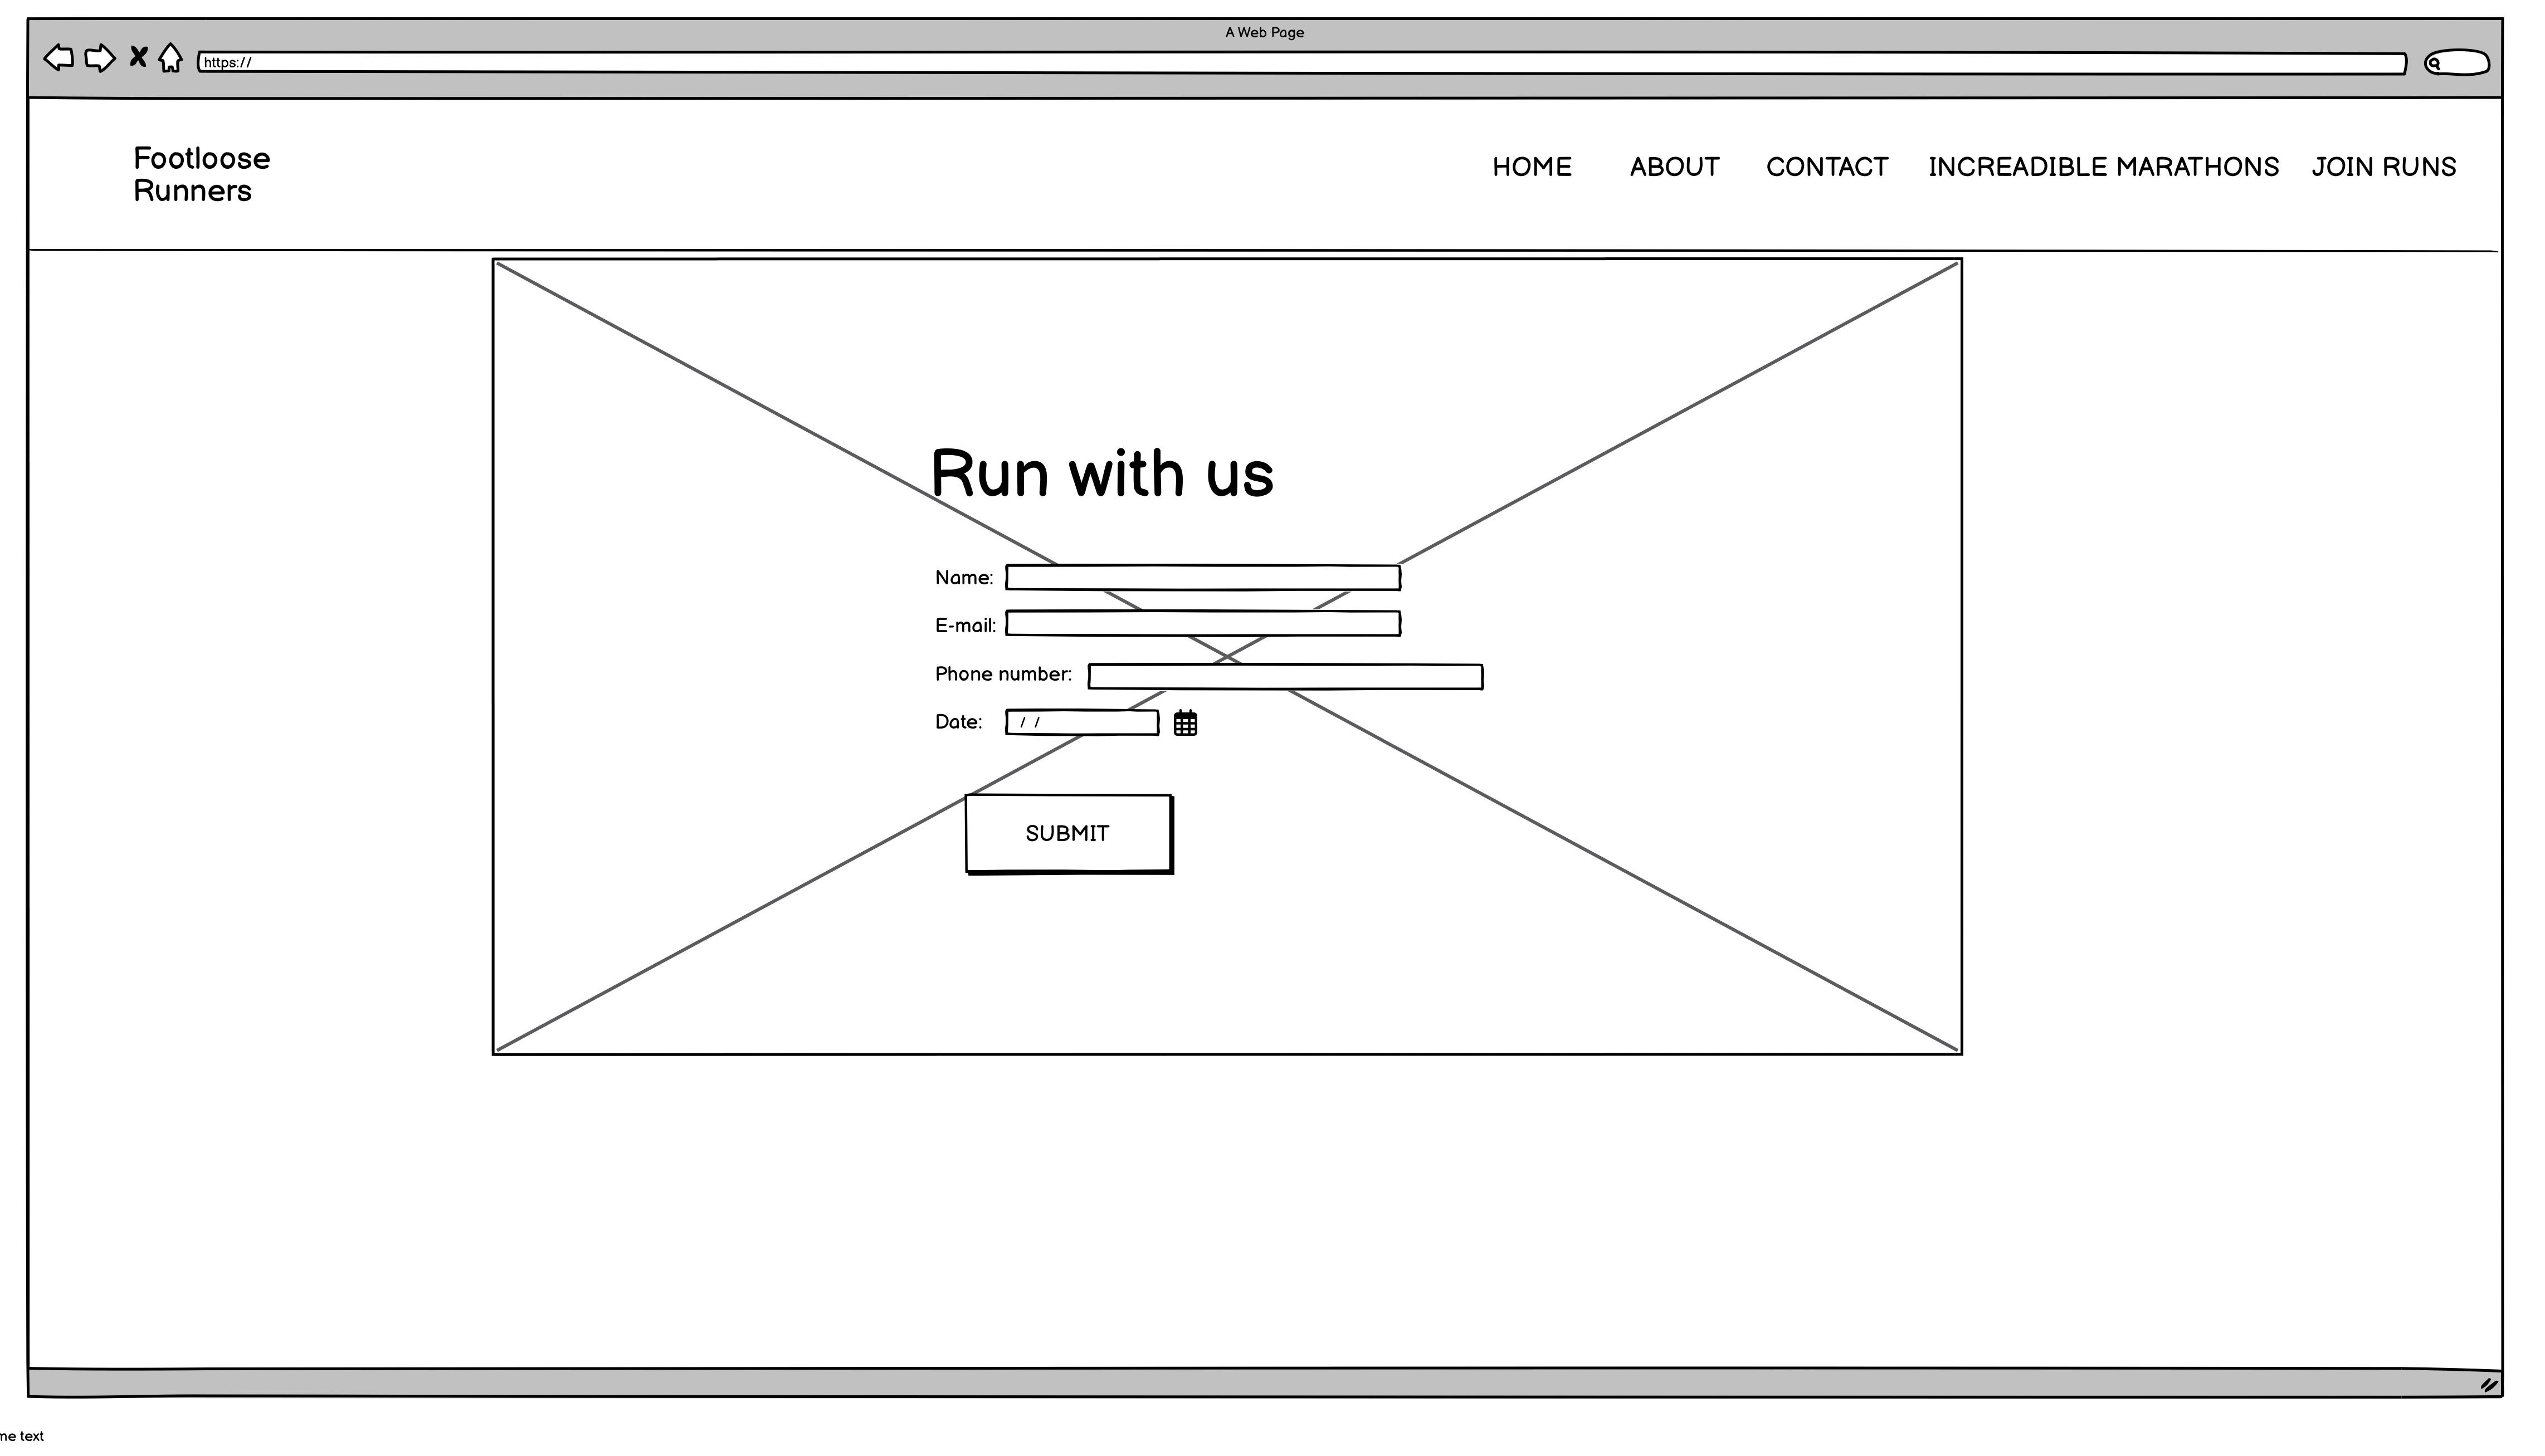 A Web Page
https://
Footloose
Runners
HOME ABOUT CONTACT INCREADIBLE MARATHONS JOIN RUNS
Run with us
Name:
E-mail:
Phone number:
Date: / /
SUBMIT
me text